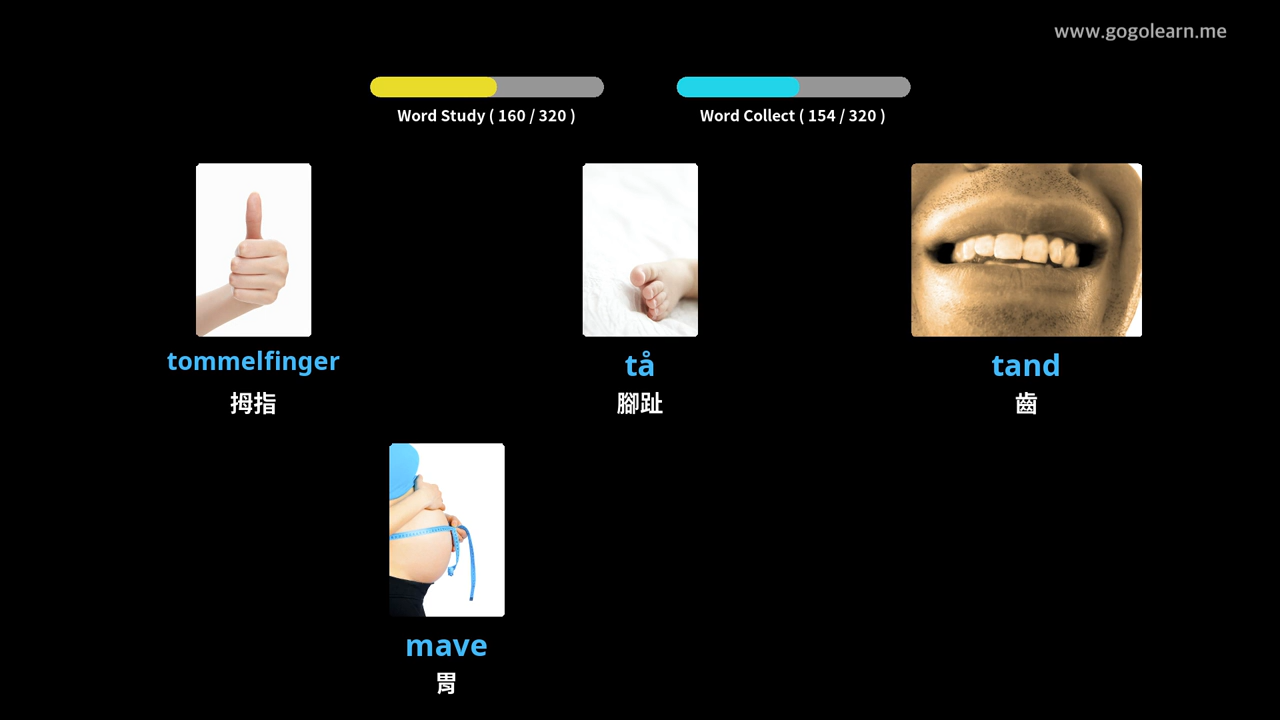 www.gogolearn.me
Word Study ( 160 / 320 )
Word Collect ( 154 / 320 )
tommelfinger
拇指
tå
腳趾
tand
齒
mave
胃